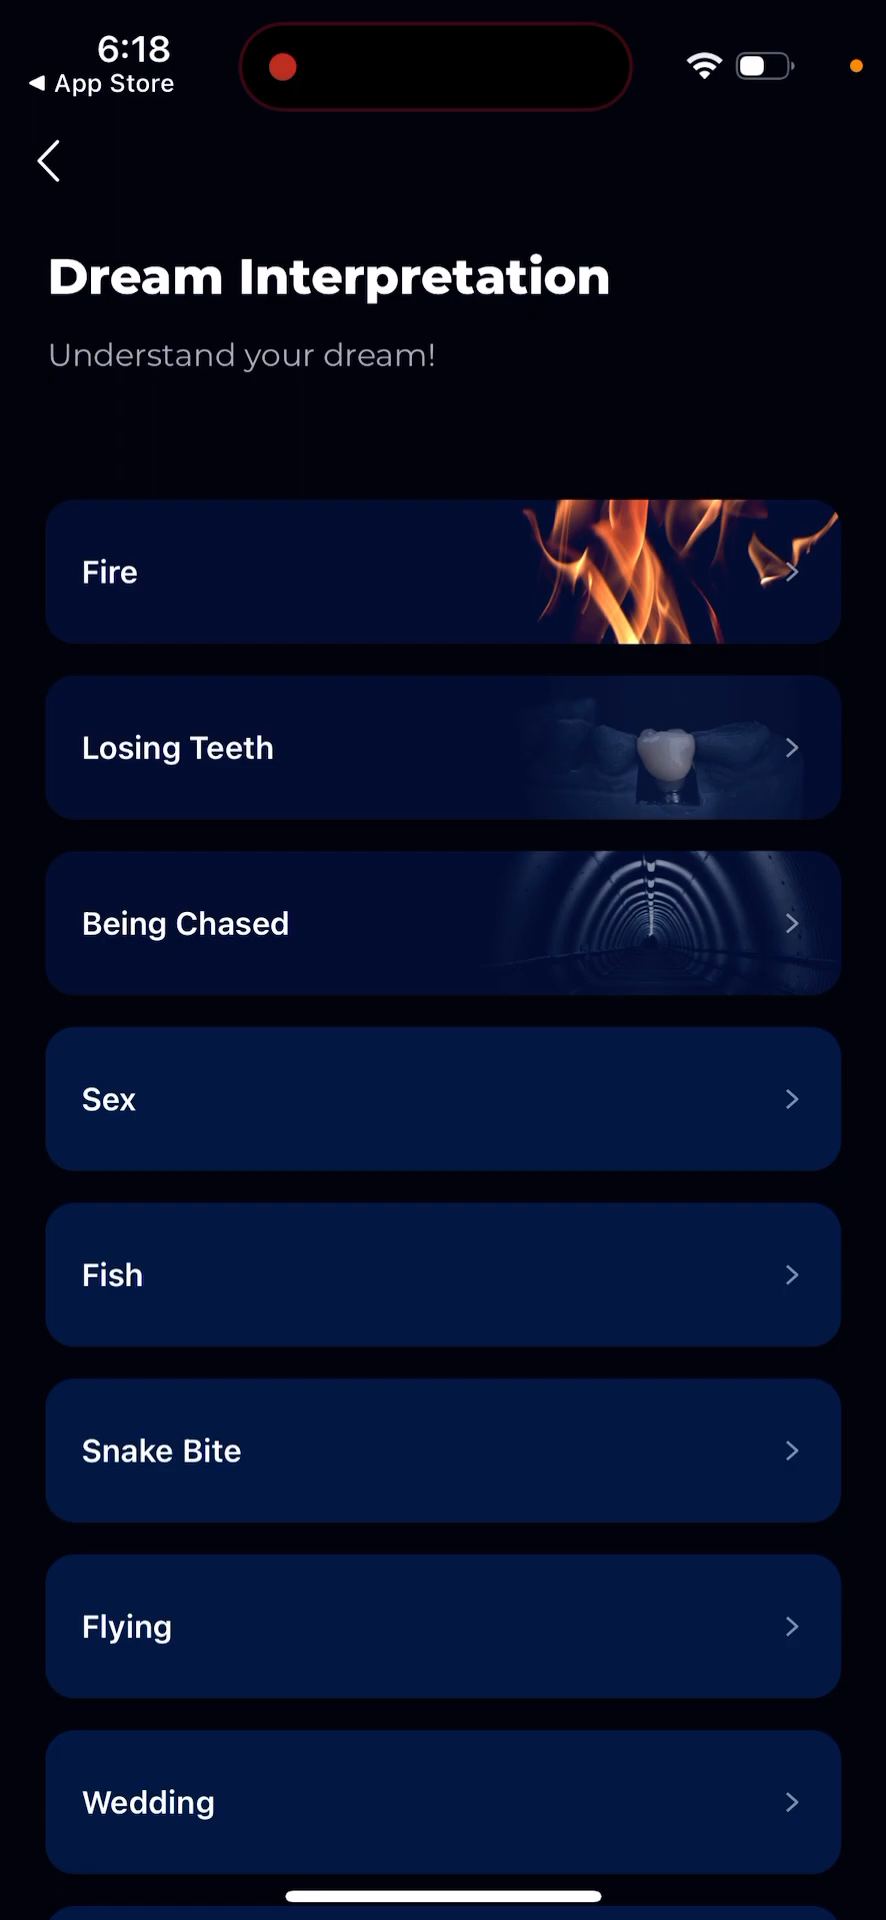 6:18
◀ App Store
Dream Interpretation
Understand your dream!
Fire
Losing Teeth
Being Chased
Sex
Fish
Snake Bite
Flying
Wedding